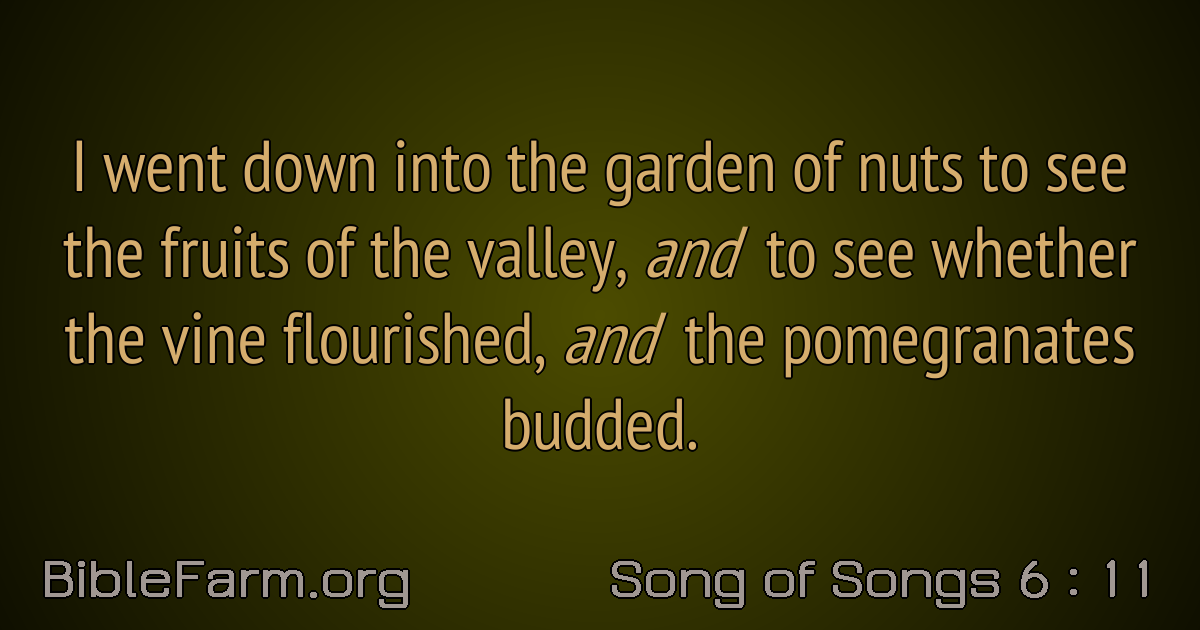 I went down into the garden of nuts to see
the fruits of the valley, and to see whether
the vine flourished, and the pomegranates
budded.
BibleFarm.org
Song of Songs 6 : 11